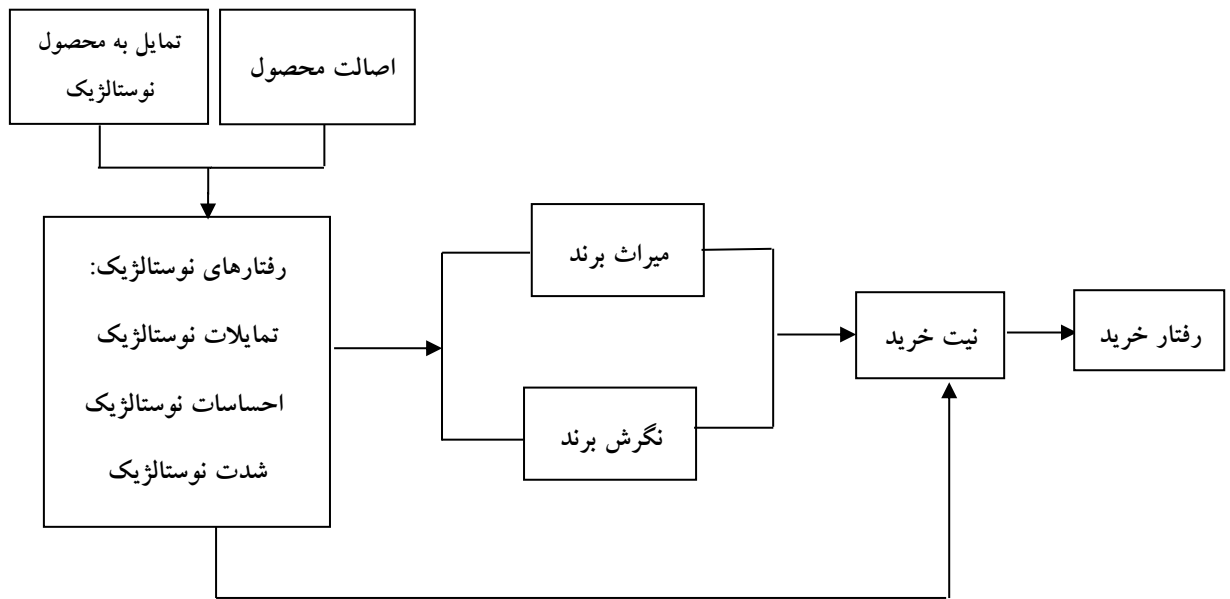 تمایل به محصول
نوستالژیک
اصالت محصول
رفتارهای نوستالژیک:
تمایلات نوستالژیک
احساسات نوستالژیک
شدت نوستالژیک
میراث برند
نگرش برند
نیت خرید
رفتار خرید